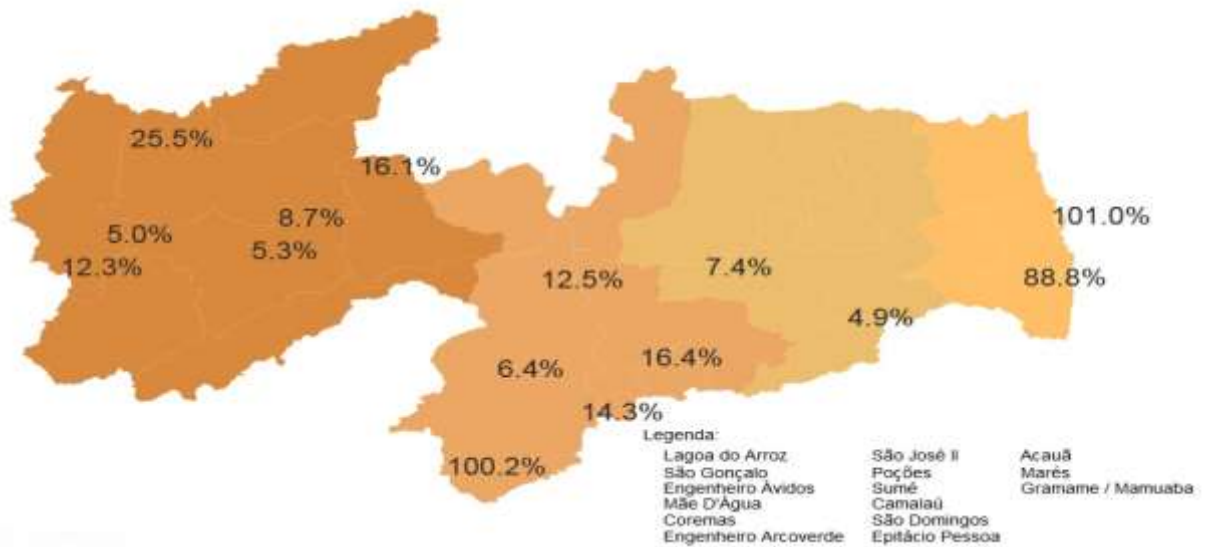 25.5%
16.1%
8.7%
101.0%
5.0%
5.3%
12.3%
12.5%
7.4%
88.8%
4.9%
6.4%
16.4%
14.3%
100.2%
Legenda:
Lagoa do Arroz
São Gonçalo
Engenheiro Ávidos
Mãe D'Água
Coremas
Engenheiro Arcoverde
São José II
Poções
Sumé
Camalaú
São Domingos
Epitácio Pessoa
Acauã
Marés
Gramame / Mamuaba